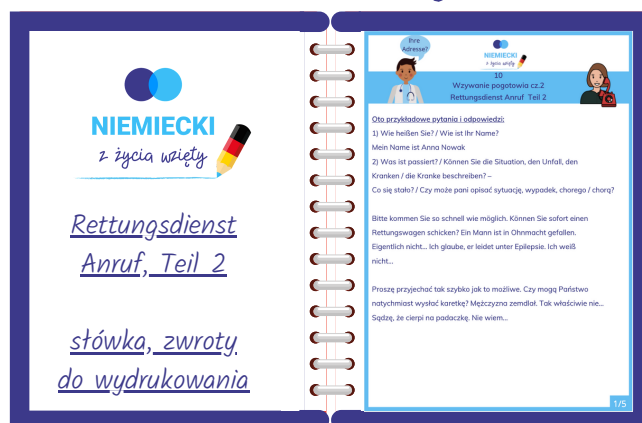 NIEMIECKI
z życia wzięty
Rettungsdienst
Anruf, Teil 2
słówka, zwroty
do wydrukowania
Ihre
Adresse?
NIEMIECKI
z życia wzięty
10
Wzywanie pogotowia cz.2
Rettungsdienst Anruf Teil 2
Oto przykładowe pytania i odpowiedzi:
1) Wie heißen Sie? / Wie ist Ihr Name?
Mein Name ist Anna Nowak
2) Was ist passiert? / Können Sie die Situation, den Unfall, den
Kranken / die Kranke beschreiben? –
Co się stało? / Czy może pani opisać sytuację, wypadek, chorego / chorą?
Bitte kommen Sie so schnell wie möglich. Können Sie sofort einen
Rettungswagen schicken? Ein Mann ist in Ohnmacht gefallen.
Eigentlich nicht... Ich glaube, er leidet unter Epilepsie. Ich weiß
nicht...
Proszę przyjechać tak szybko jak to możliwe. Czy mogą Państwo
natychmiast wysłać karetkę? Mężczyzna zemdlał. Tak właściwie nie...
Sądzę, że cierpi na padaczkę. Nie wiem...
1/5